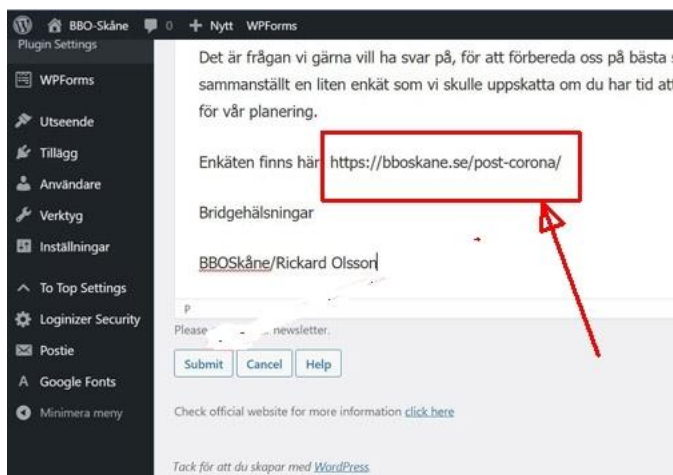 BBO-Skåne 0 + Nytt WPForms
Plugin Settings
WPForms
Utseende
Tillägg
Användare
Verktyg
Inställningar
To Top Settings
Loginizer Security
Postie
A Google Fonts
Minimera meny
Det är frågan vi gärna vill ha svar på, för att förbereda oss på bästa s
sammanställt en liten enkät som vi skulle uppskatta om du har tid att
för vår planering.
Enkäten finns här https://bboskane.se/post-corona/
Bridgehälsningar
BBOSkåne/Rickard Olsson
P
Please newsletter.
Submit Cancel Help
Check official website for more information click here
Tack för att du skapar med WordPress